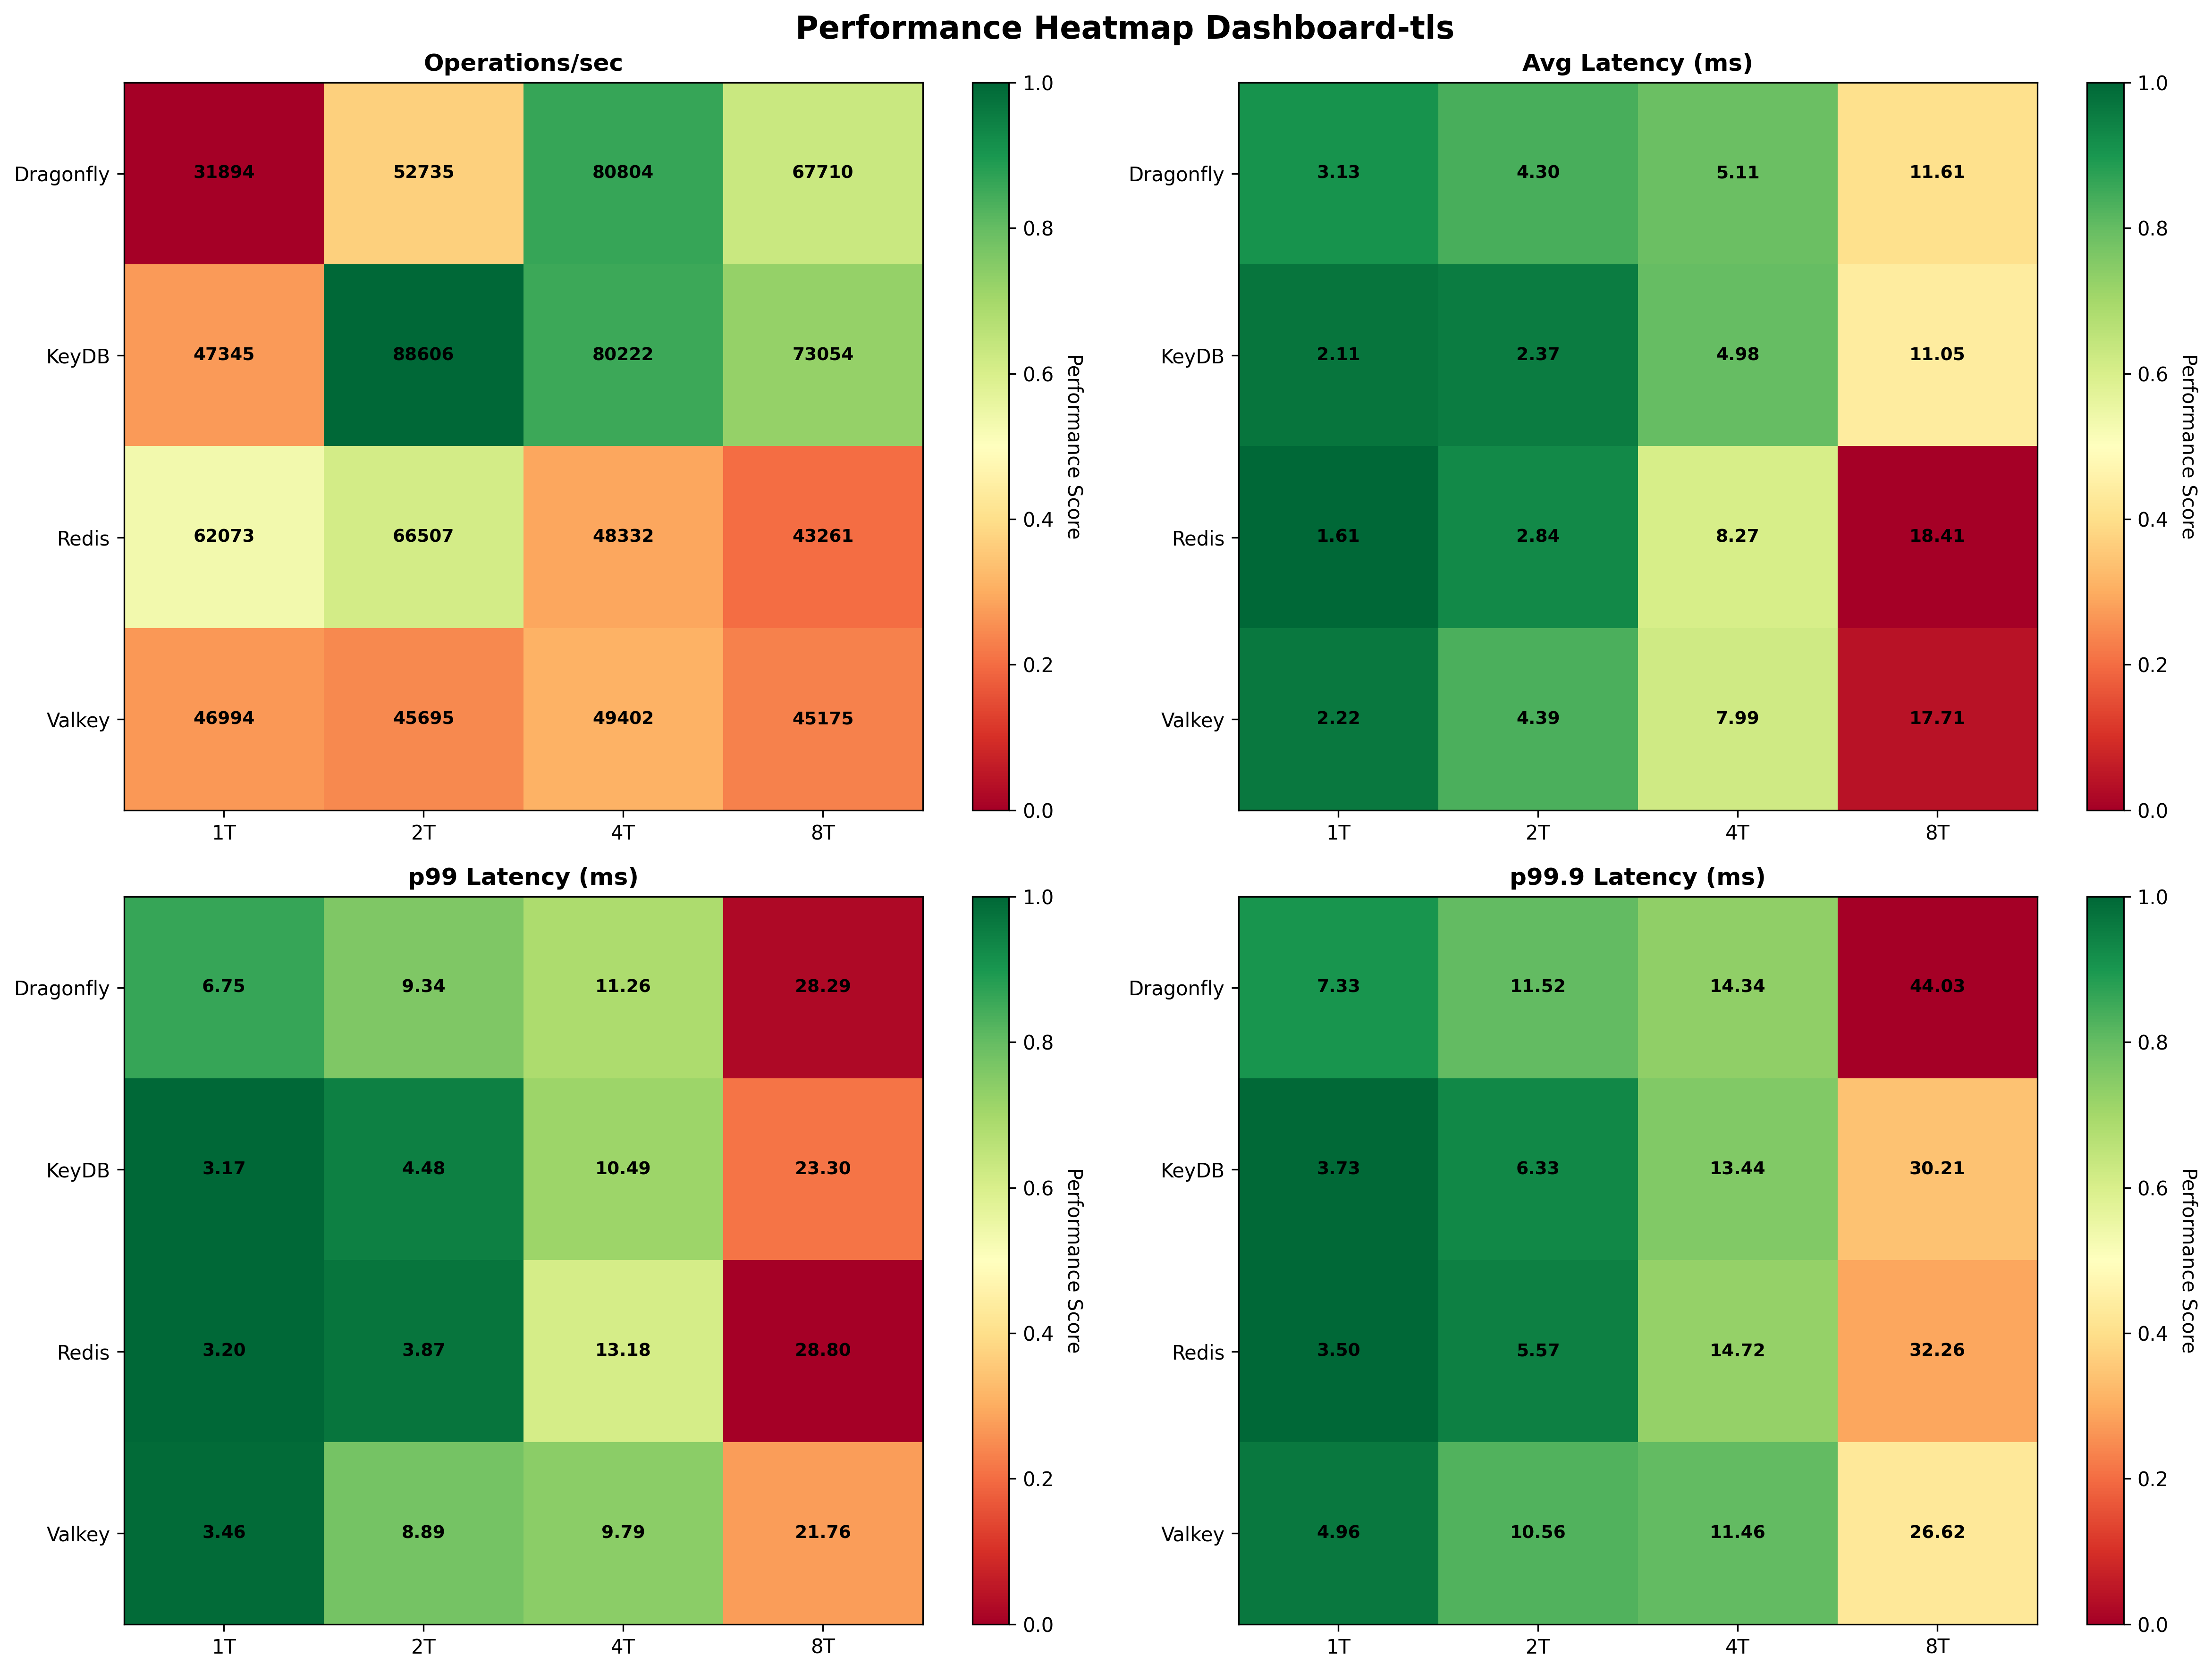 Performance Heatmap Dashboard-tls
Operations/sec
Dragonfly 31894 52735 80804 67710
KeyDB 47345 88606 80222 73054
Redis 62073 66507 48332 43261
Valkey 46994 45695 49402 45175
1T 2T 4T 8T
1.0
0.8
0.6
0.4
0.2
0.0
Performance Score
Avg Latency (ms)
Dragonfly 3.13 4.30 5.11 11.61
KeyDB 2.11 2.37 4.98 11.05
Redis 1.61 2.84 8.27 18.41
Valkey 2.22 4.39 7.99 17.71
1T 2T 4T 8T
1.0
0.8
0.6
0.4
0.2
0.0
Performance Score
p99 Latency (ms)
Dragonfly 6.75 9.34 11.26 28.29
KeyDB 3.17 4.48 10.49 23.30
Redis 3.20 3.87 13.18 28.80
Valkey 3.46 8.89 9.79 21.76
1T 2T 4T 8T
1.0
0.8
0.6
0.4
0.2
0.0
Performance Score
p99.9 Latency (ms)
Dragonfly 7.33 11.52 14.34 44.03
KeyDB 3.73 6.33 13.44 30.21
Redis 3.50 5.57 14.72 32.26
Valkey 4.96 10.56 11.46 26.62
1T 2T 4T 8T
1.0
0.8
0.6
0.4
0.2
0.0
Performance Score